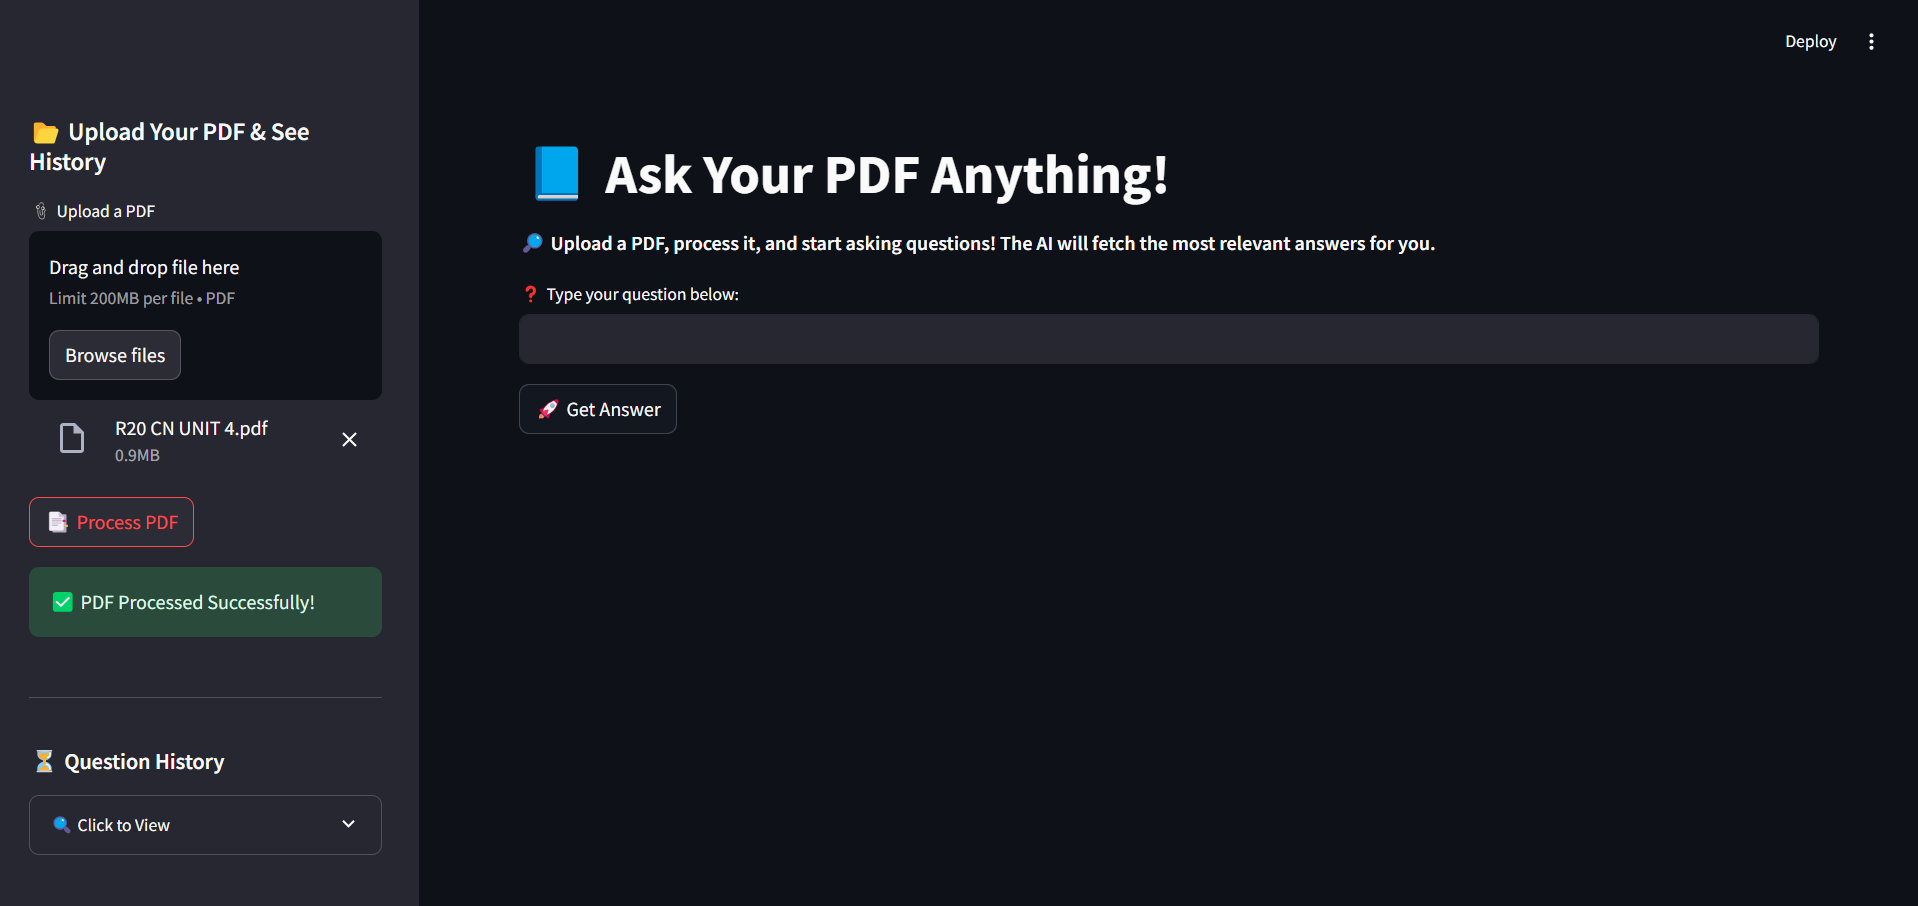 Deploy
Upload Your PDF & See
History
Upload a PDF
Drag and drop file here
Limit 200MB per file • PDF
Browse files
R20 CN UNIT 4.pdf
0.9MB
Process PDF
PDF Processed Successfully!
Question History
Click to View
Ask Your PDF Anything!
Upload a PDF, process it, and start asking questions! The AI will fetch the most relevant answers for you.
Type your question below:
Get Answer